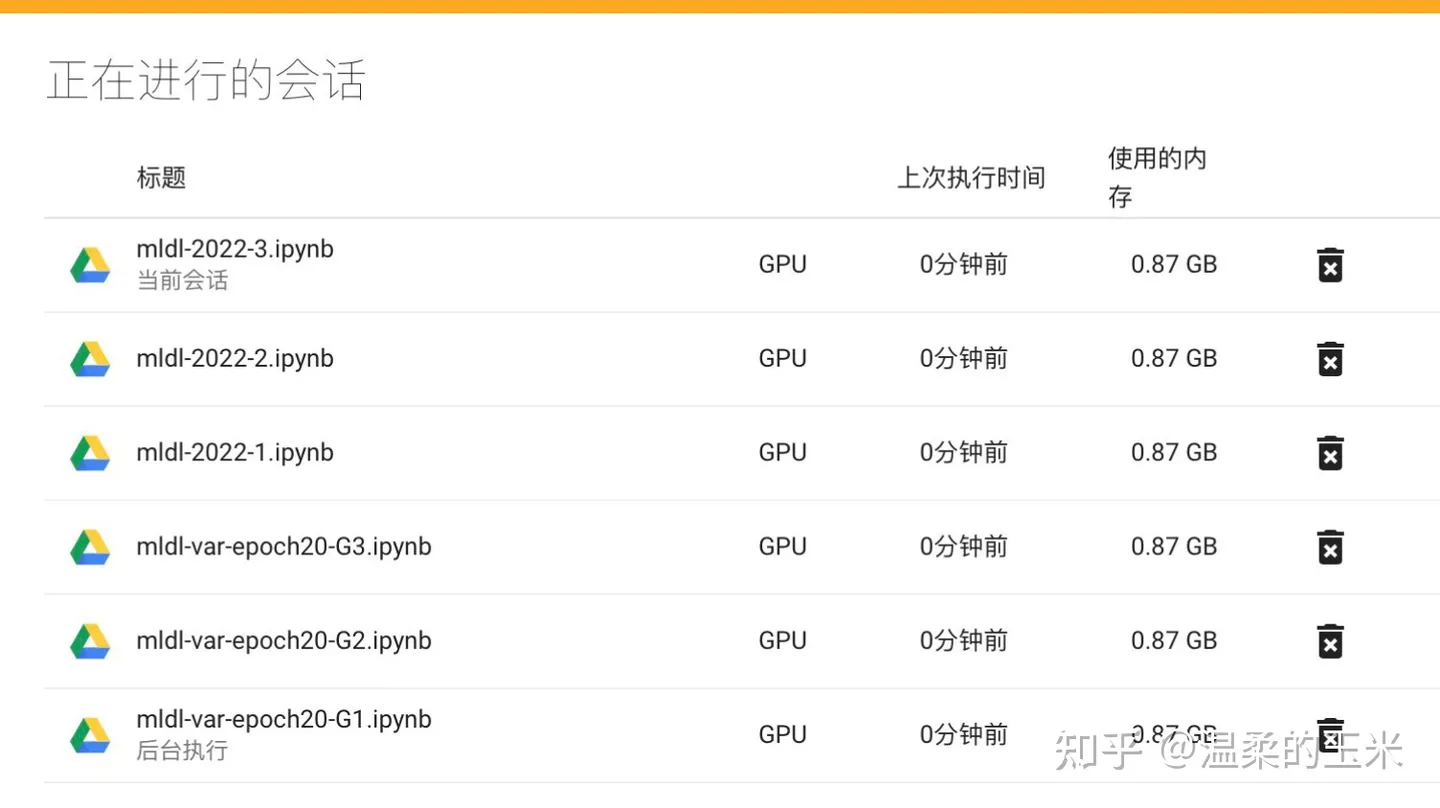 正在进行的会话
标题 上次执行时间 使用的内
存
mldl-2022-3.ipynb GPU 0分钟前 0.87 GB
当前会话
mldl-2022-2.ipynb GPU 0分钟前 0.87 GB
mldl-2022-1.ipynb GPU 0分钟前 0.87 GB
mldl-var-epoch20-G3.ipynb GPU 0分钟前 0.87 GB
mldl-var-epoch20-G2.ipynb GPU 0分钟前 0.87 GB
mldl-var-epoch20-G1.ipynb GPU 0分钟前 0.87 GB
后台执行
知乎 @温柔的玉米